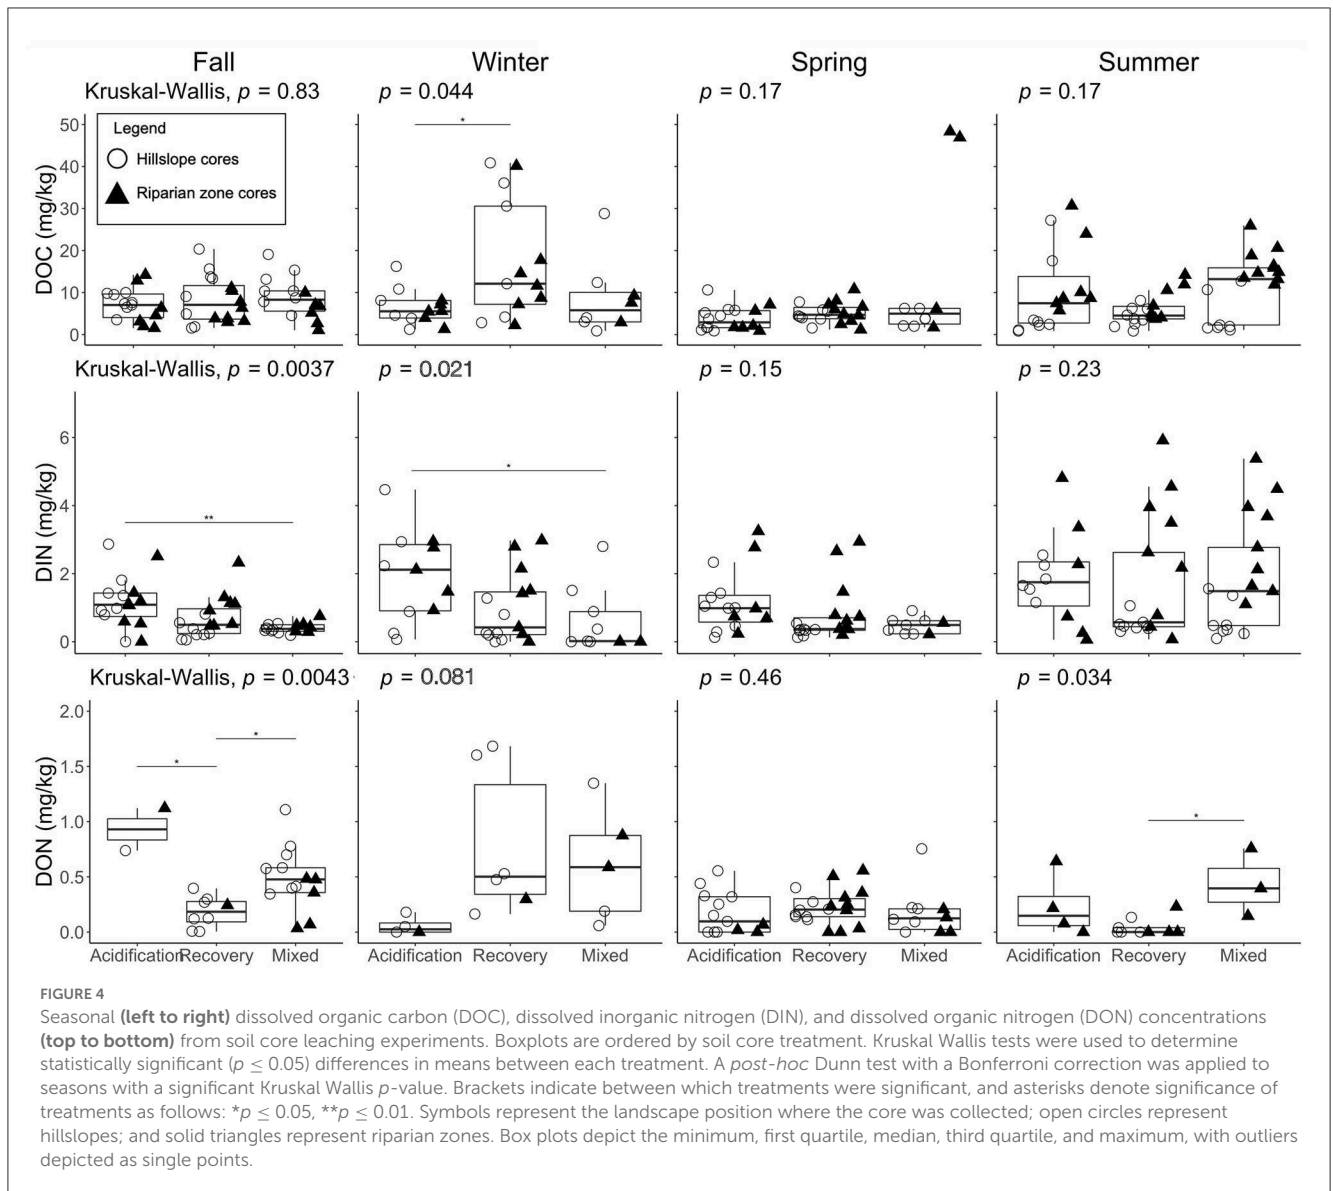 Fall Winter Spring Summer
Kruskal-Wallis, p = 0.83 p = 0.044 p = 0.17 p = 0.17
50
40
30
20
10
0
DOC (mg/kg)
Legend
Hillslope cores
Riparian zone cores
*
Kruskal-Wallis, p = 0.0037 p = 0.021 p = 0.15 p = 0.23
6
4
2
0
DIN (mg/kg)
**
*
Kruskal-Wallis, p = 0.0043 p = 0.081 p = 0.46 p = 0.034
2.0
1.5
1.0
0.5
0.0
DON (mg/kg)
*
*
*
Acidification Recovery Mixed Acidification Recovery Mixed Acidification Recovery Mixed Acidification Recovery Mixed
FIGURE 4
Seasonal (left to right) dissolved organic carbon (DOC), dissolved inorganic nitrogen (DIN), and dissolved organic nitrogen (DON) concentrations
(top to bottom) from soil core leaching experiments. Boxplots are ordered by soil core treatment. Kruskal Wallis tests were used to determine
statistically significant (p ≤ 0.05) differences in means between each treatment. A post-hoc Dunn test with a Bonferroni correction was applied to
seasons with a significant Kruskal Wallis p-value. Brackets indicate between which treatments were significant, and asterisks denote significance of
treatments as follows: *p ≤ 0.05, **p ≤ 0.01. Symbols represent the landscape position where the core was collected; open circles represent
hillslopes; and solid triangles represent riparian zones. Box plots depict the minimum, first quartile, median, third quartile, and maximum, with outliers
depicted as single points.